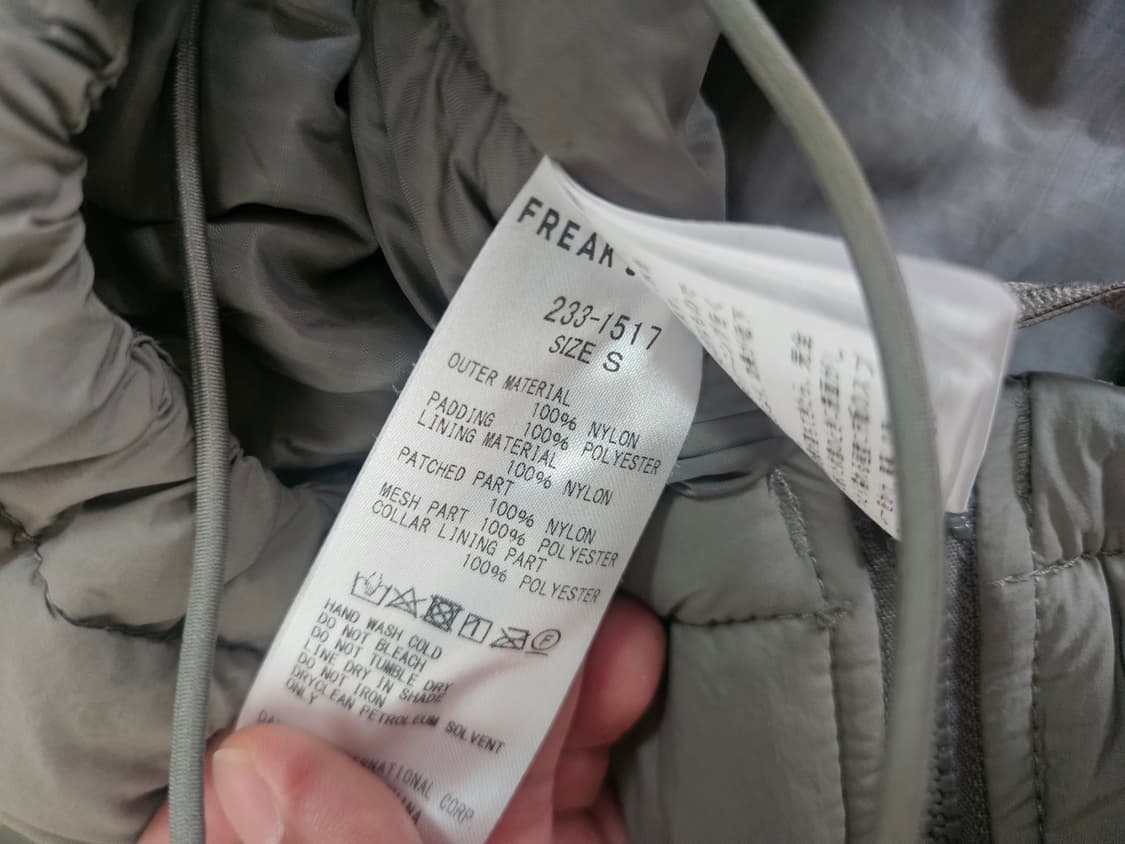 FREAK
233-1517
SIZE S
OUTER MATERIAL
100% NYLON
PADDING 100% POLYESTER
LINING MATERIAL
100% NYLON
PATCHED PART
100% NYLON
MESH PART 100% POLYESTER
COLLAR LINING PART
100% POLYESTER
F
HAND WASH COLD
DO NOT BLEACH
DO NOT TUMBLE DRY
LINE DRY IN SHADE
DO NOT IRON
DRYCLEAN PETROLEUM SOLVENT
ONLY
CORP